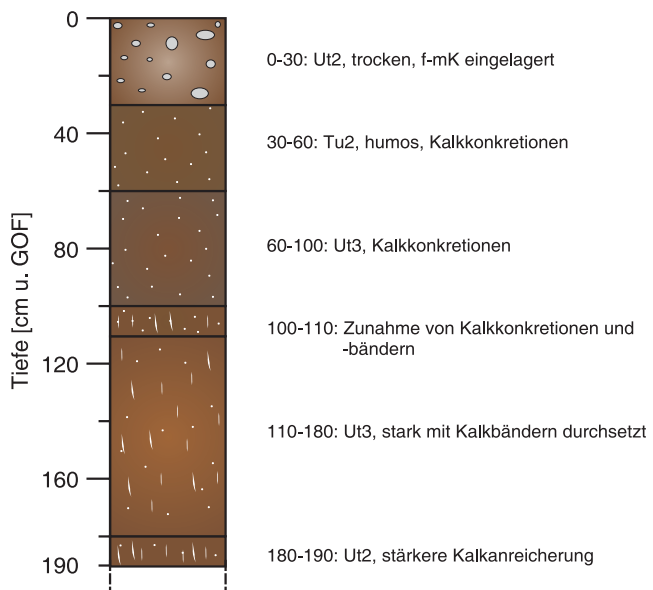 0
40
80
120
160
190
Tiefe [cm u. GOF]
0-30: Ut2, trocken, f-mK eingelagert
30-60: Tu2, humos, Kalkkonkretionen
60-100: Ut3, Kalkkonkretionen
100-110: Zunahme von Kalkkonkretionen und
-bändern
110-180: Ut3, stark mit Kalkbändern durchsetzt
180-190: Ut2, stärkere Kalkanreicherung